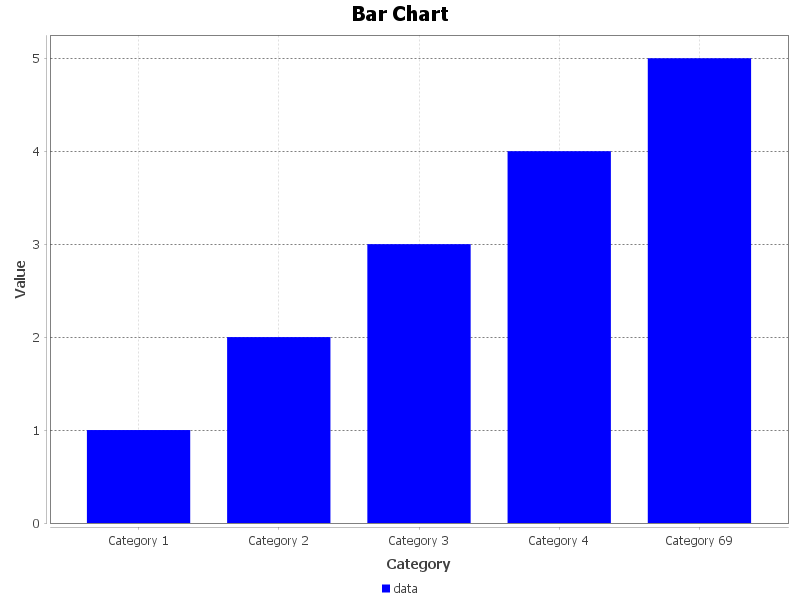 Bar Chart
5
4
3
2
1
0
Value
Category 1
Category 2
Category 3
Category 4
Category 69
Category
data